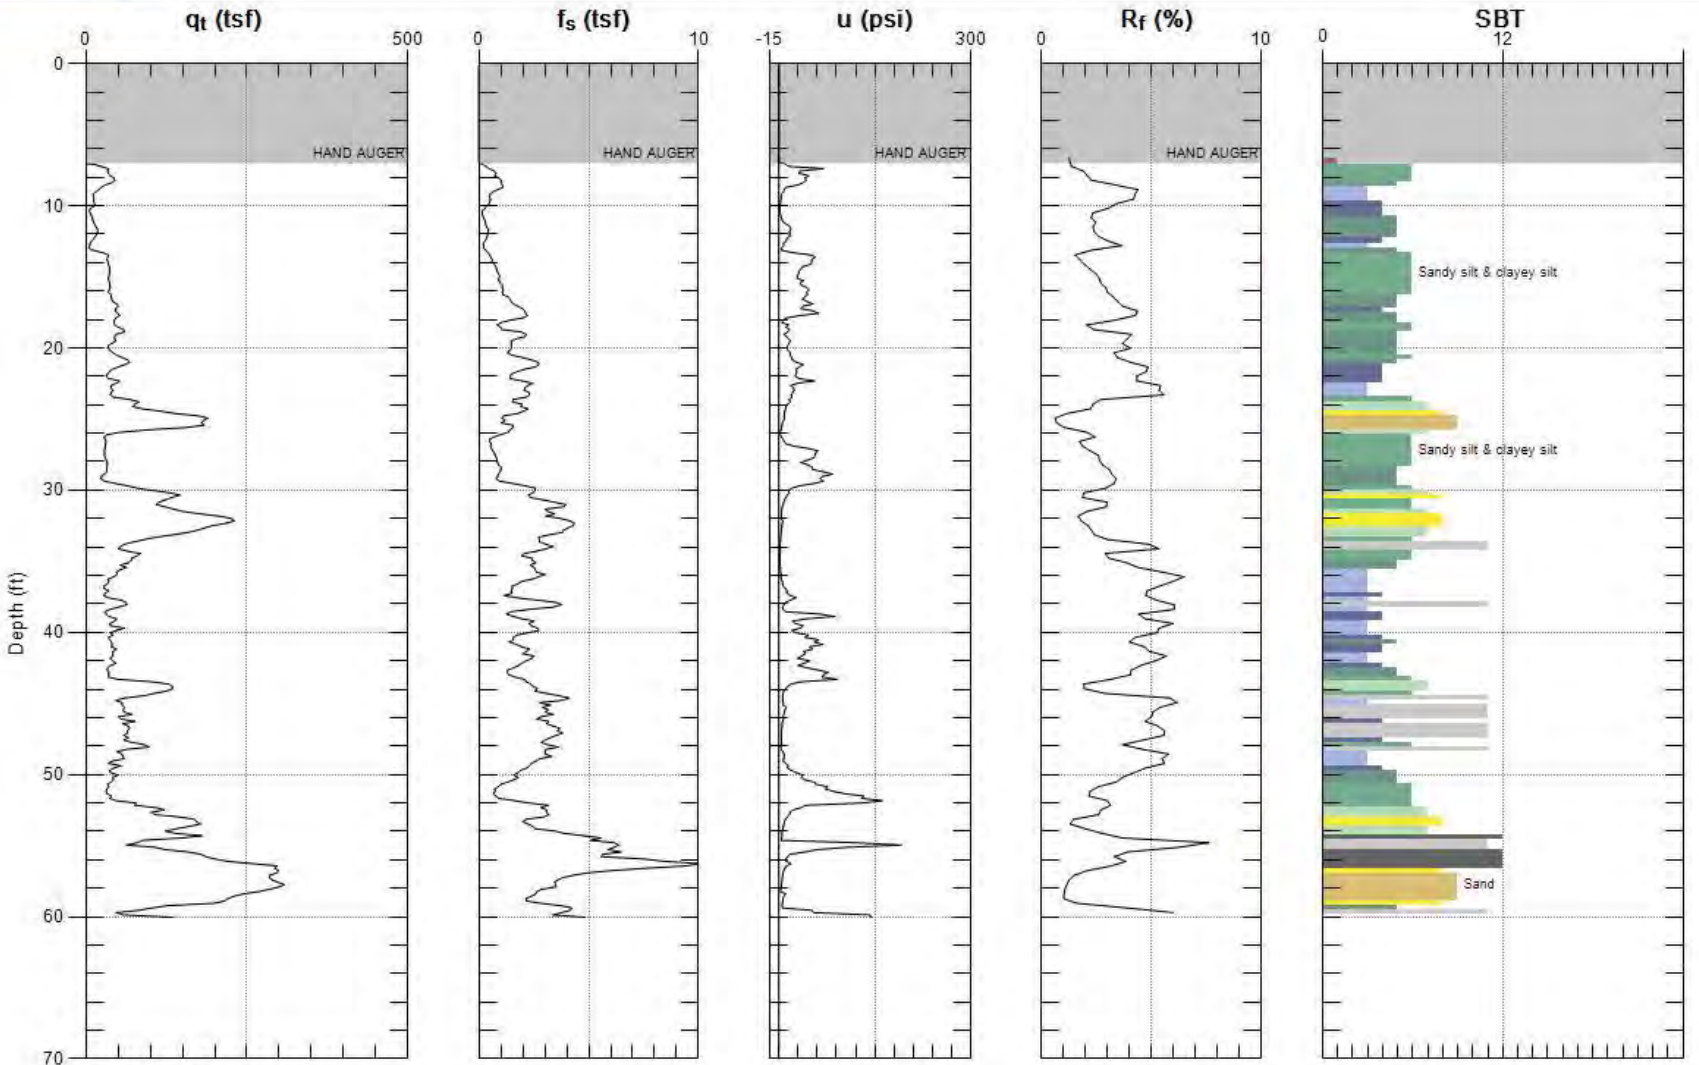 qt (tsf) fs (tsf) u (psi) Rf (%) SBT
0 500 0 10 -15 300 0 10 0 12
0
HAND AUGER HAND AUGER HAND AUGER HAND AUGER
10
Sandy silt & clayey silt
20
Sandy silt & clayey silt
30
40
Depth (ft)
50
Sand
60
70